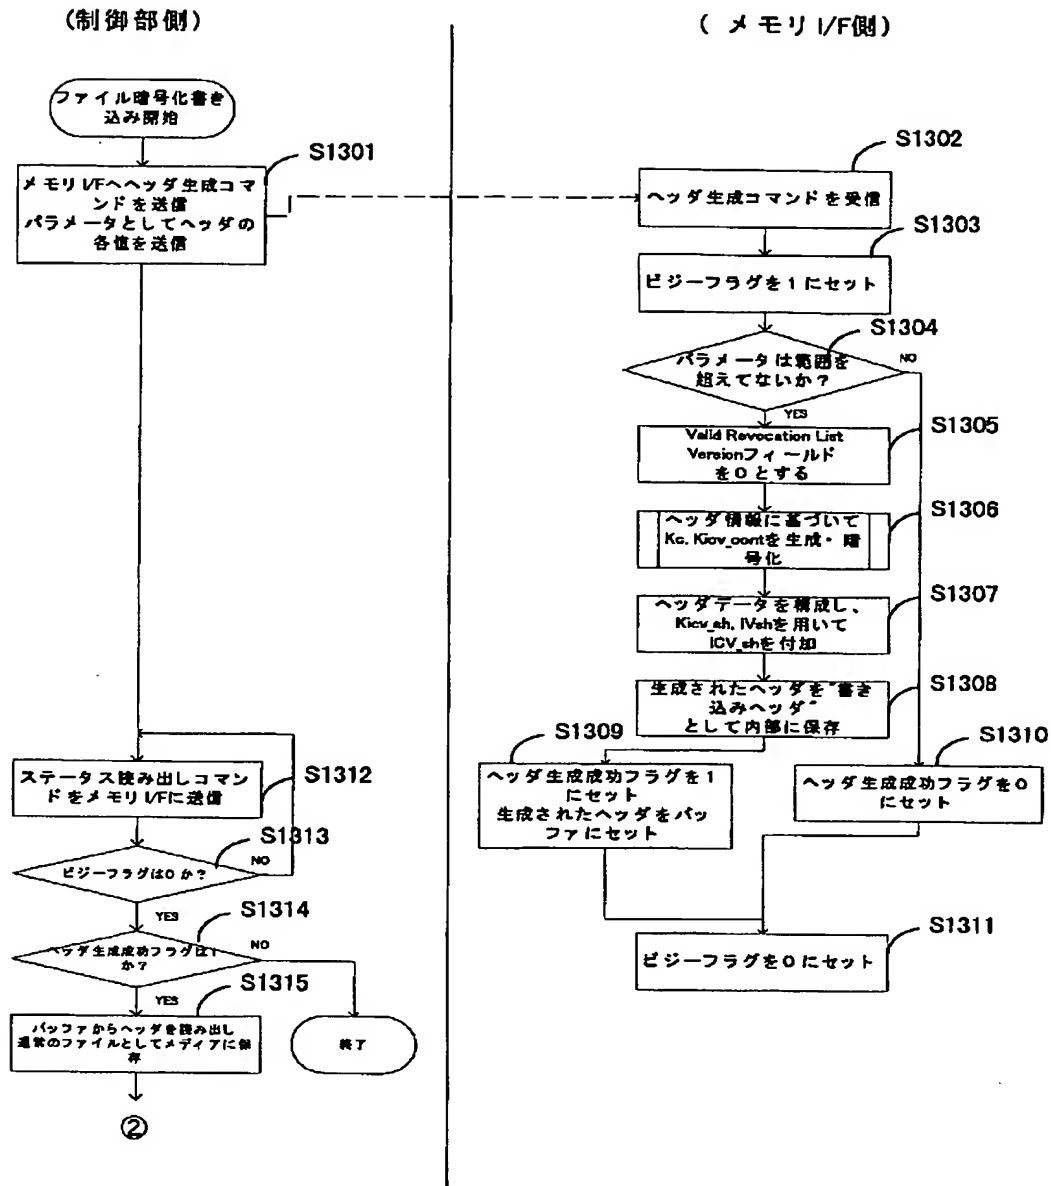 (制御部側)
ファイル暗号化書き
込み開始
S1301
メモリI/Fへヘッダ生成コマ
ンドを送信
パラメータとしてヘッダの
各値を送信
S1312
ステータス読み出しコマン
ドをメモリI/Fに送信
S1313
ビジーフラグは0か？
NO
YES
S1314
ヘッダ生成成功フラグは1
か？
NO
YES
S1315
バッファからヘッダを読み出し
通常のファイルとしてメディアに保
存
終了
②
(メモリI/F側)
S1302
ヘッダ生成コマンドを受信
S1303
ビジーフラグを1にセット
S1304
パラメータは範囲を
超えてないか？
NO
YES
S1305
Valid Revocation List
Versionフィールド
を0とする
S1306
ヘッダ情報に基づいて
Kc, Kicv_contを生成・暗
号化
S1307
ヘッダデータを構成し、
Kicv_sh, IVshを用いて
ICV_shを付加
S1308
生成されたヘッダを"書き
込みヘッダ"
として内部に保存
S1309
ヘッダ生成成功フラグを1
にセット
生成されたヘッダをバッ
ファにセット
S1310
ヘッダ生成成功フラグを0
にセット
S1311
ビジーフラグを0にセット